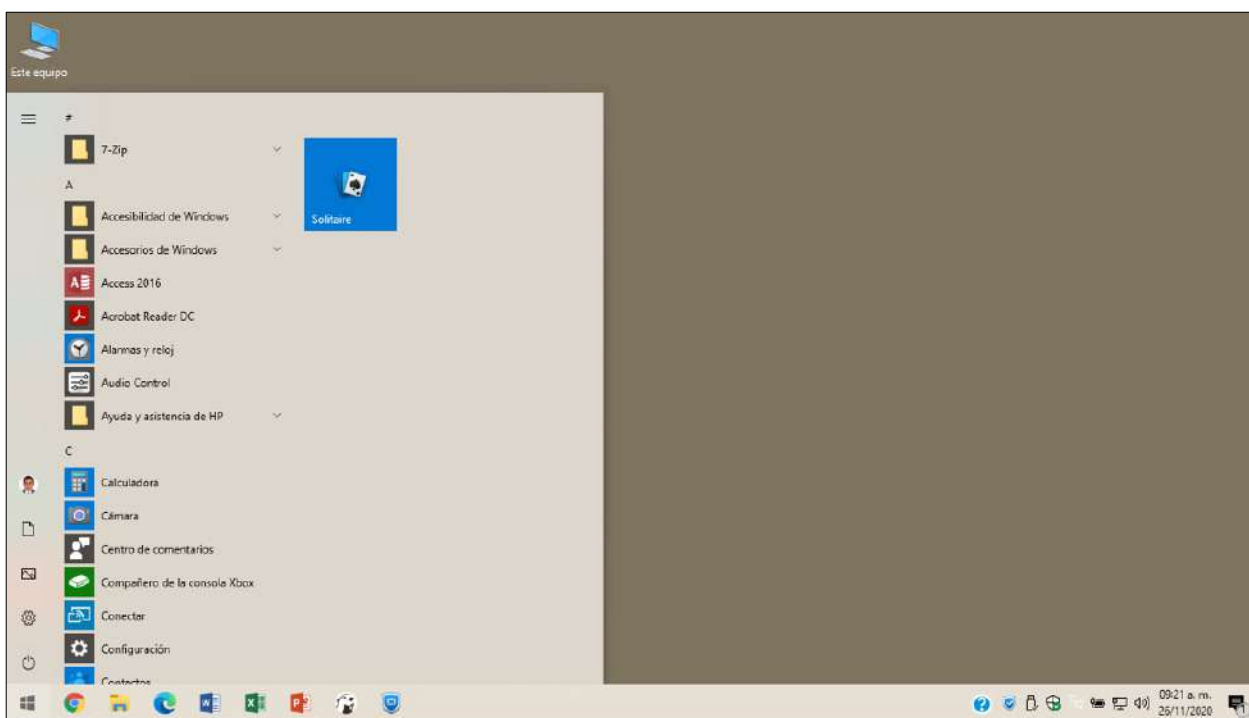 Este equipo
#
7-Zip
A
Accesibilidad de Windows
Solitaire
Accesorios de Windows
Access 2016
Acrobat Reader DC
Alarmas y reloj
Audio Control
Ayuda y asistencia de HP
C
Calculadora
Cámara
Centro de comentarios
Compañero de la consola Xbox
Conectar
Configuración
Contactos
09:21 a. m.
26/11/2020